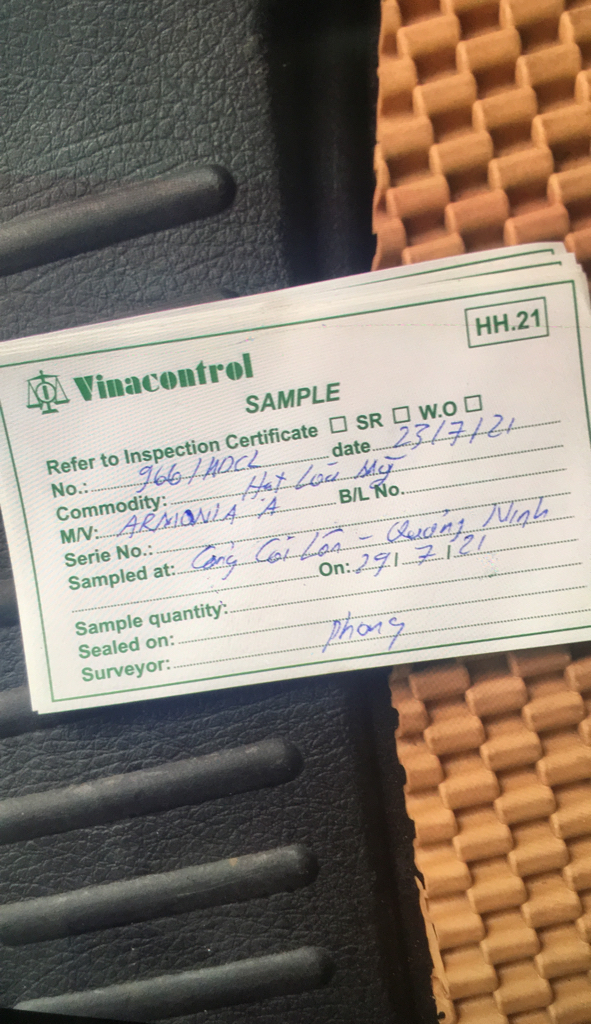 HH.21
Vinacontrol
SAMPLE
Refer to Inspection Certificate ☐ SR ☐ W.O ☐
No.: 966/HDCL date 23/7/21
Commodity: Hạt Lúa Mỹ
M/V: ARMONIA A B/L No.
Serie No.:
Sampled at: Cảng Cái Lân - Quảng Ninh
On: 29/7/21
Sample quantity:
Sealed on:
Surveyor: Phong